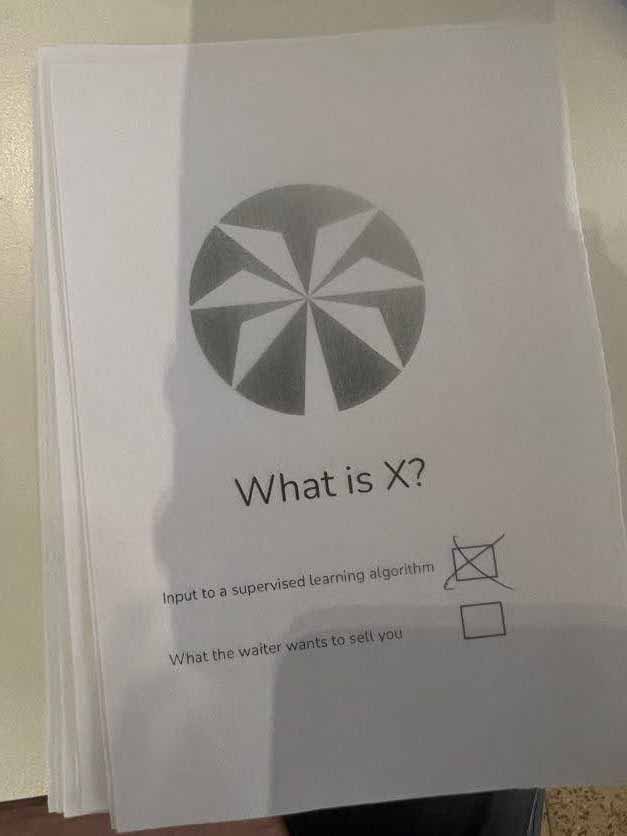 What is X?
Input to a supervised learning algorithm
What the waiter wants to sell you